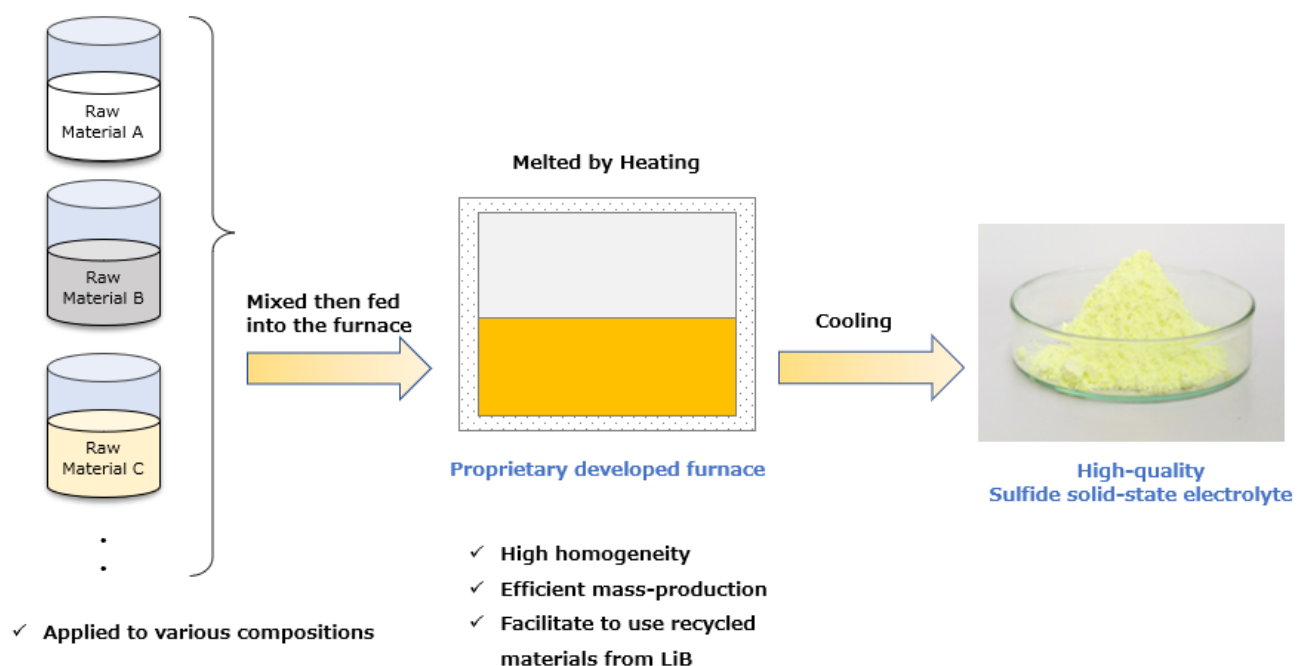 Raw
Material A
Raw
Material B
Raw
Material C
.
.
✓ Applied to various compositions
Mixed then fed
into the furnace
Melted by Heating
Proprietary developed furnace
✓ High homogeneity
✓ Efficient mass-production
✓ Facilitate to use recycled
materials from LiB
Cooling
High-quality
Sulfide solid-state electrolyte